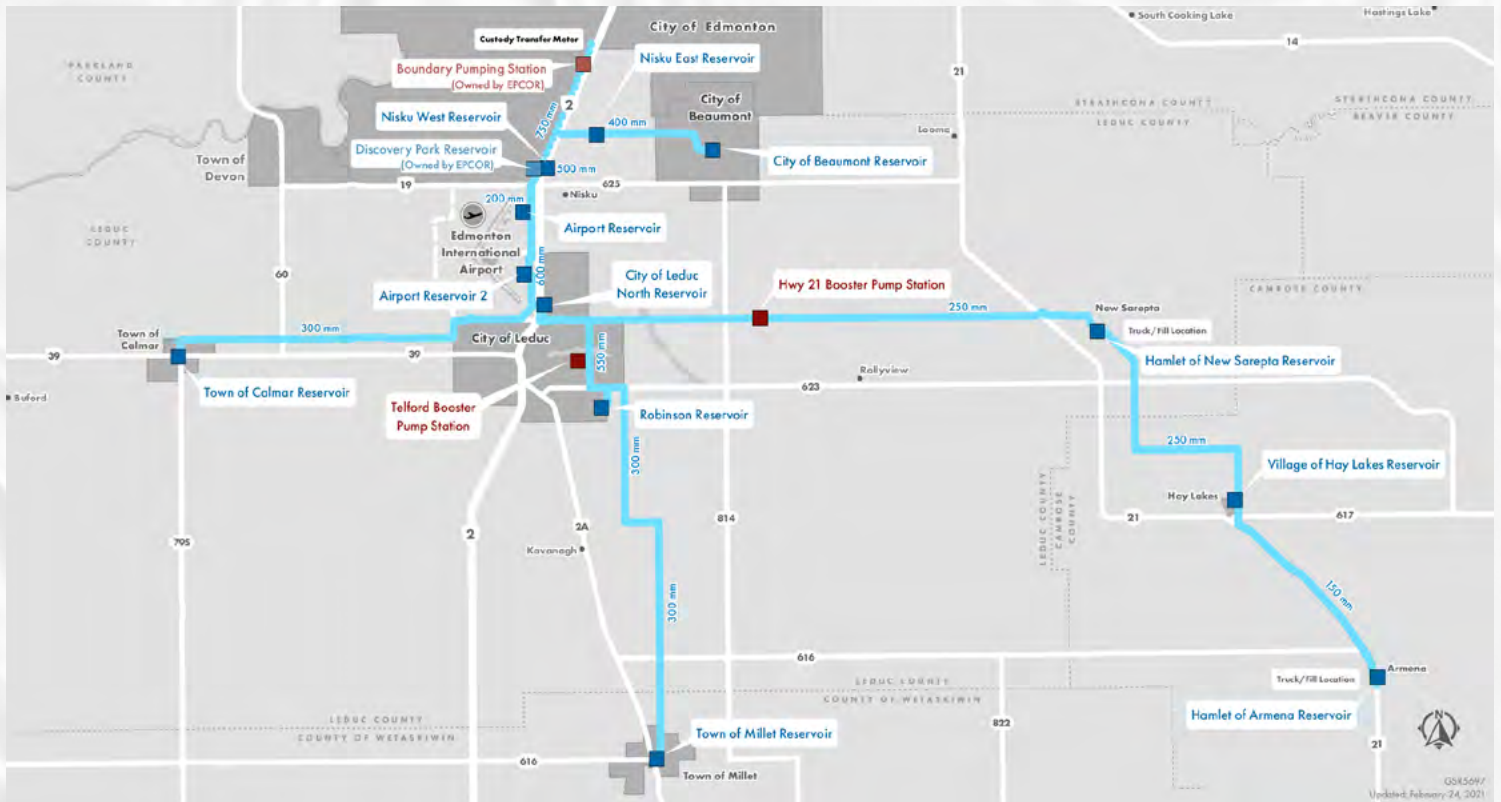 City of Edmonton
South Cooking Lake
Hastings Lake
Custody Transfer Meter
14
PARKLAND
COUNTY
Boundary Pumping Station
(Owned by EPCOR)
Nisku East Reservoir
21
2
750 mm
City of
Beaumont
STRATHCONA COUNTY
LEDUC COUNTY
STRATHCONA COUNTY
BEAVER COUNTY
Nisku West Reservoir
400 mm
Looma
Discovery Park Reservoir
(Owned by EPCOR)
City of Beaumont Reservoir
Town of
Devon
500 mm
19
625
Nisku
200 mm
LEDUC
COUNTY
Edmonton
International
Airport
Airport Reservoir
600 mm
60
City of Leduc
North Reservoir
Airport Reservoir 2
Hwy 21 Booster Pump Station
CAMROSE COUNTY
New Sarepta
250 mm
Truck/Fill Location
300 mm
Town of
Calmar
City of Leduc
39
39
550 mm
Hamlet of New Sarepta Reservoir
Rollyview
623
Buford
Town of Calmar Reservoir
Telford Booster
Pump Station
Robinson Reservoir
250 mm
300 mm
Village of Hay Lakes Reservoir
Hay Lakes
LEDUC COUNTY
CAMROSE
COUNTY
21
617
814
2
2A
795
Kavanagh
150 mm
300 mm
616
Armena
Truck/Fill Location
LEDUC COUNTY
COUNTY OF WETASKIWIN
Hamlet of Armena Reservoir
LEDUC COUNTY
COUNTY OF WETASKIWIN
822
N
Town of Millet Reservoir
21
616
Town of Millet
GSR5697
Updated: February 24, 2021